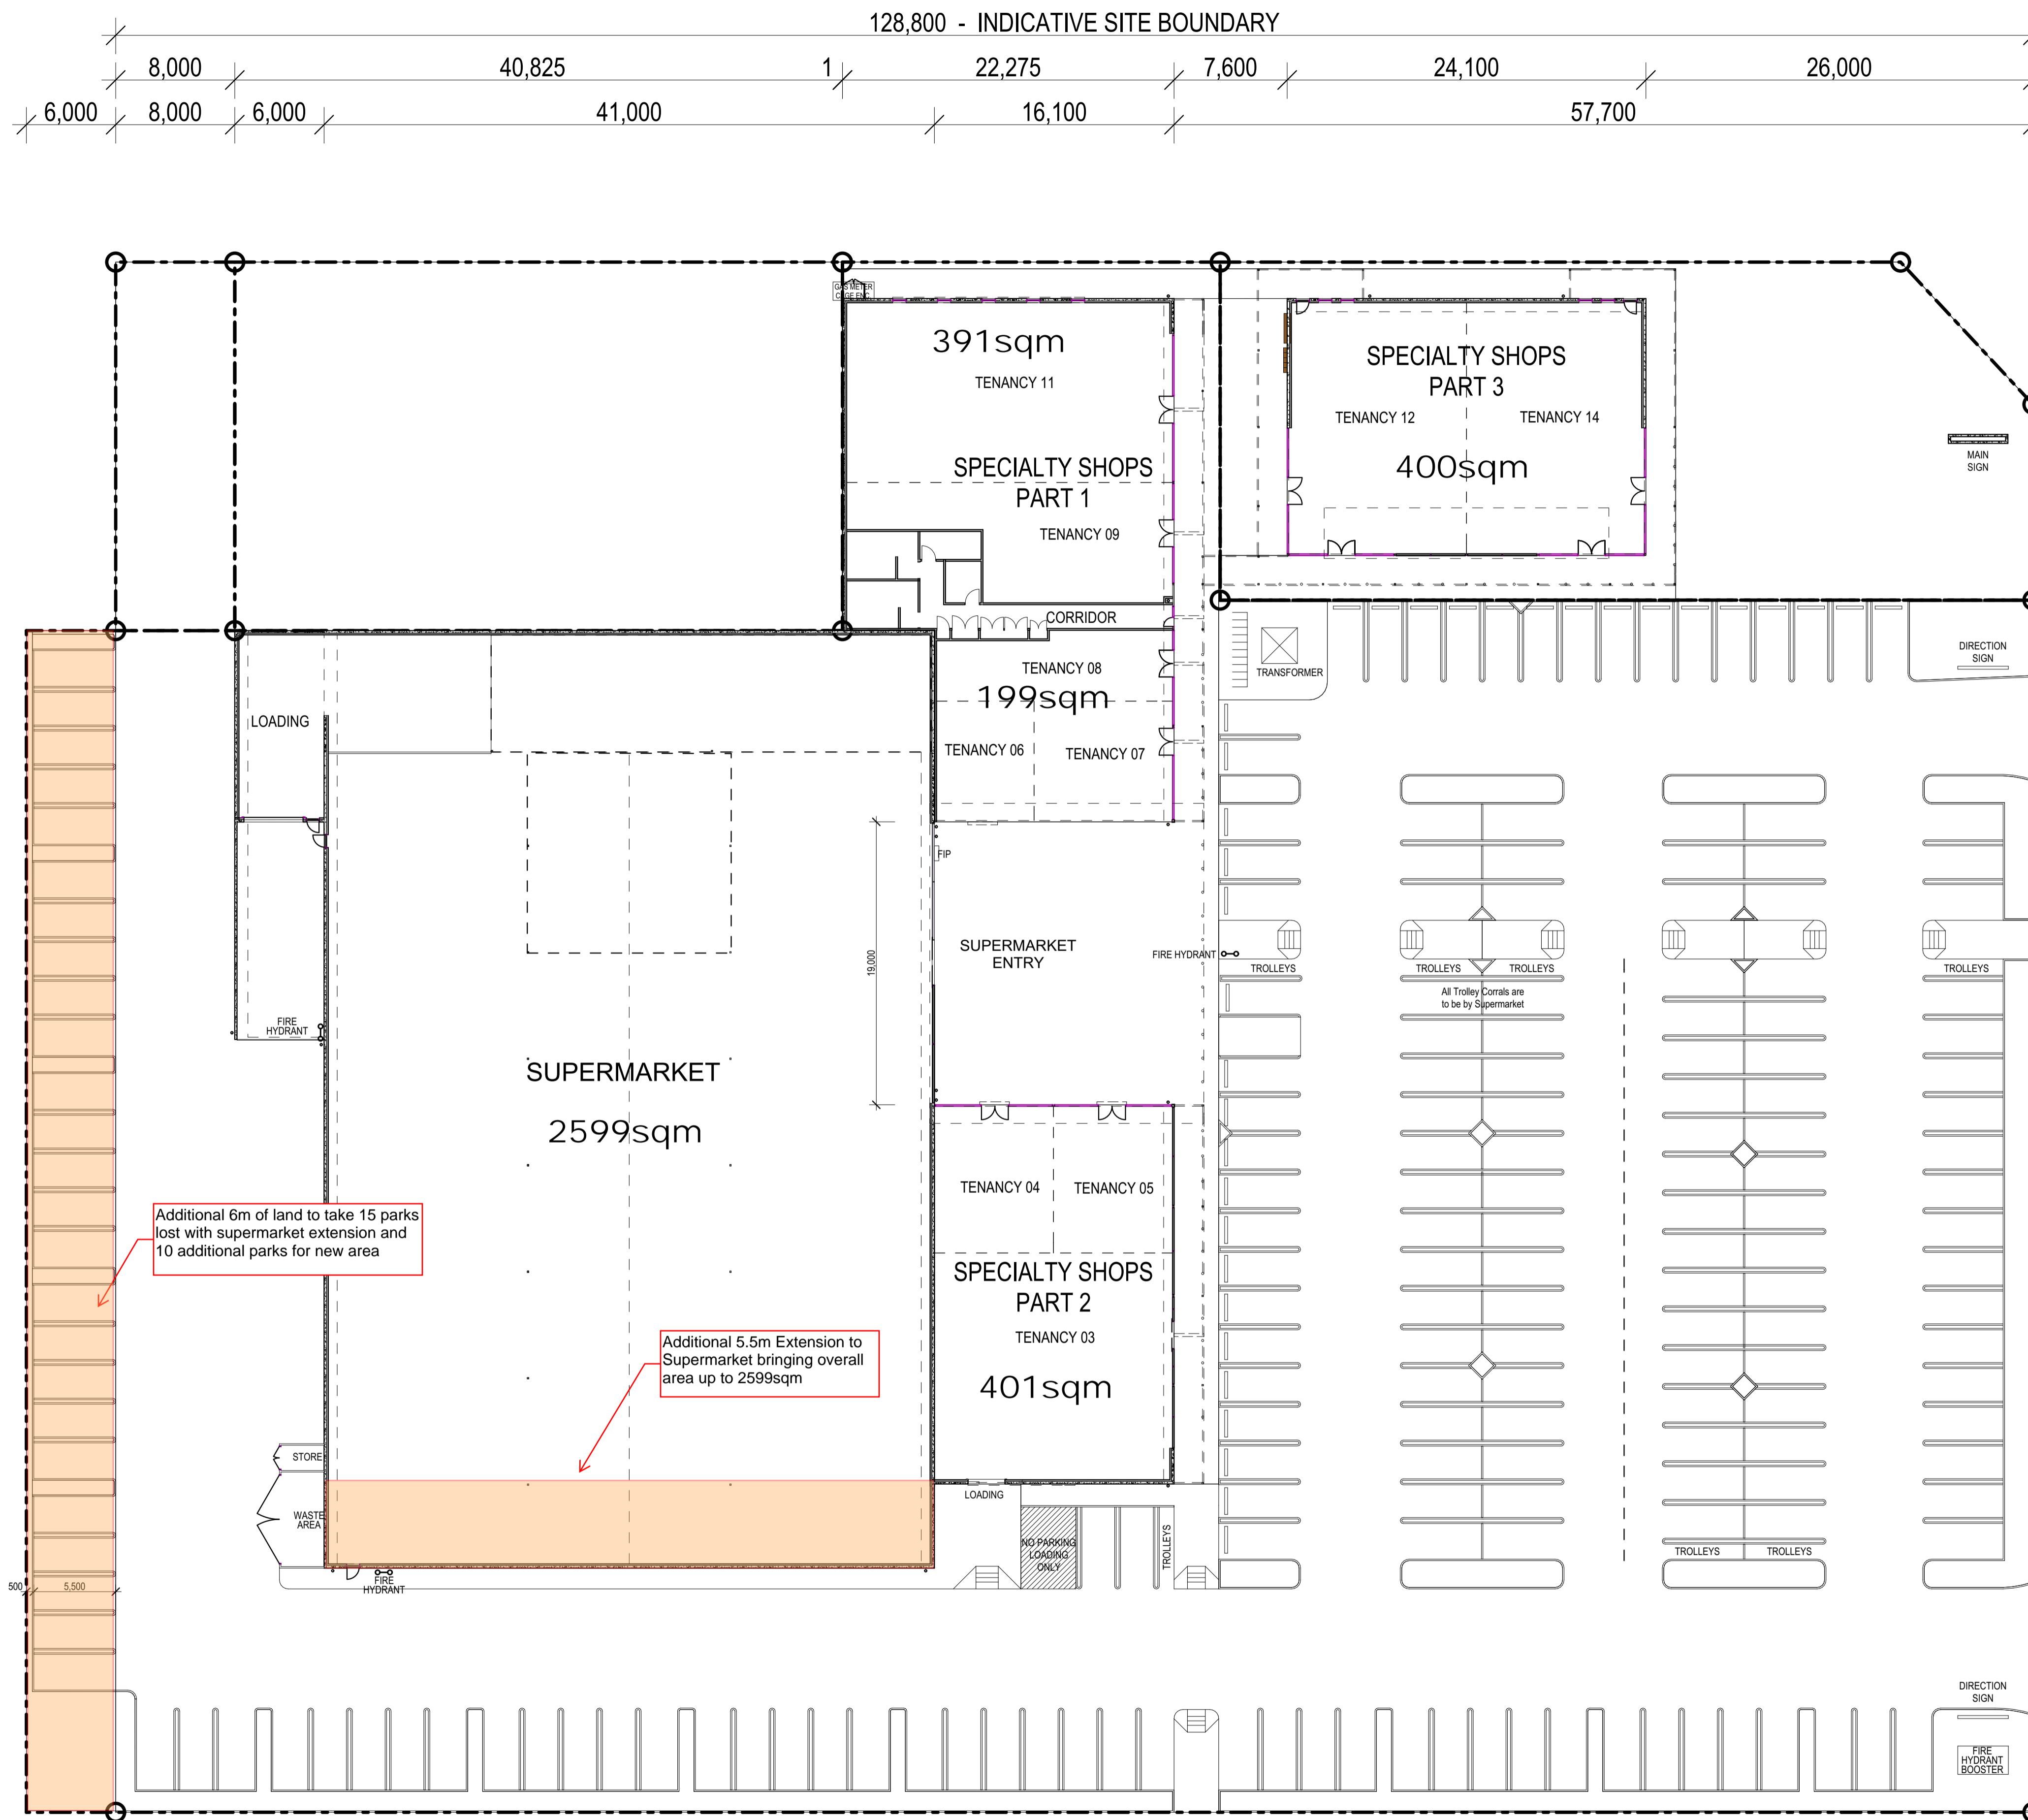 128,800 - INDICATIVE SITE BOUNDARY
8,000 40,825 1 22,275 7,600 24,100 26,000
6,000 8,000 6,000 41,000 16,100 57,700
GAS METER
CAGE ENC.
391sqm
TENANCY 11
SPECIALTY SHOPS
PART 1
TENANCY 09
CORRIDOR
SPECIALTY SHOPS
PART 3
TENANCY 12
TENANCY 14
400sqm
MAIN
SIGN
DIRECTION
SIGN
TRANSFORMER
TENANCY 08
199sqm
TENANCY 06
TENANCY 07
LOADING
19,000
FIP
SUPERMARKET
ENTRY
FIRE HYDRANT
TROLLEYS
TROLLEYS
TROLLEYS
TROLLEYS
TROLLEYS
All Trolley Corrals are
to be by Supermarket
FIRE
HYDRANT
SUPERMARKET
2599sqm
TENANCY 04
TENANCY 05
SPECIALTY SHOPS
PART 2
TENANCY 03
401sqm
Additional 6m of land to take 15 parks
lost with supermarket extension and
10 additional parks for new area
Additional 5.5m Extension to
Supermarket bringing overall
area up to 2599sqm
STORE
WASTE
AREA
LOADING
NO PARKING
LOADING
ONLY
TROLLEYS
TROLLEYS
TROLLEYS
FIRE
HYDRANT
500
5,500
DIRECTION
SIGN
FIRE
HYDRANT
BOOSTER